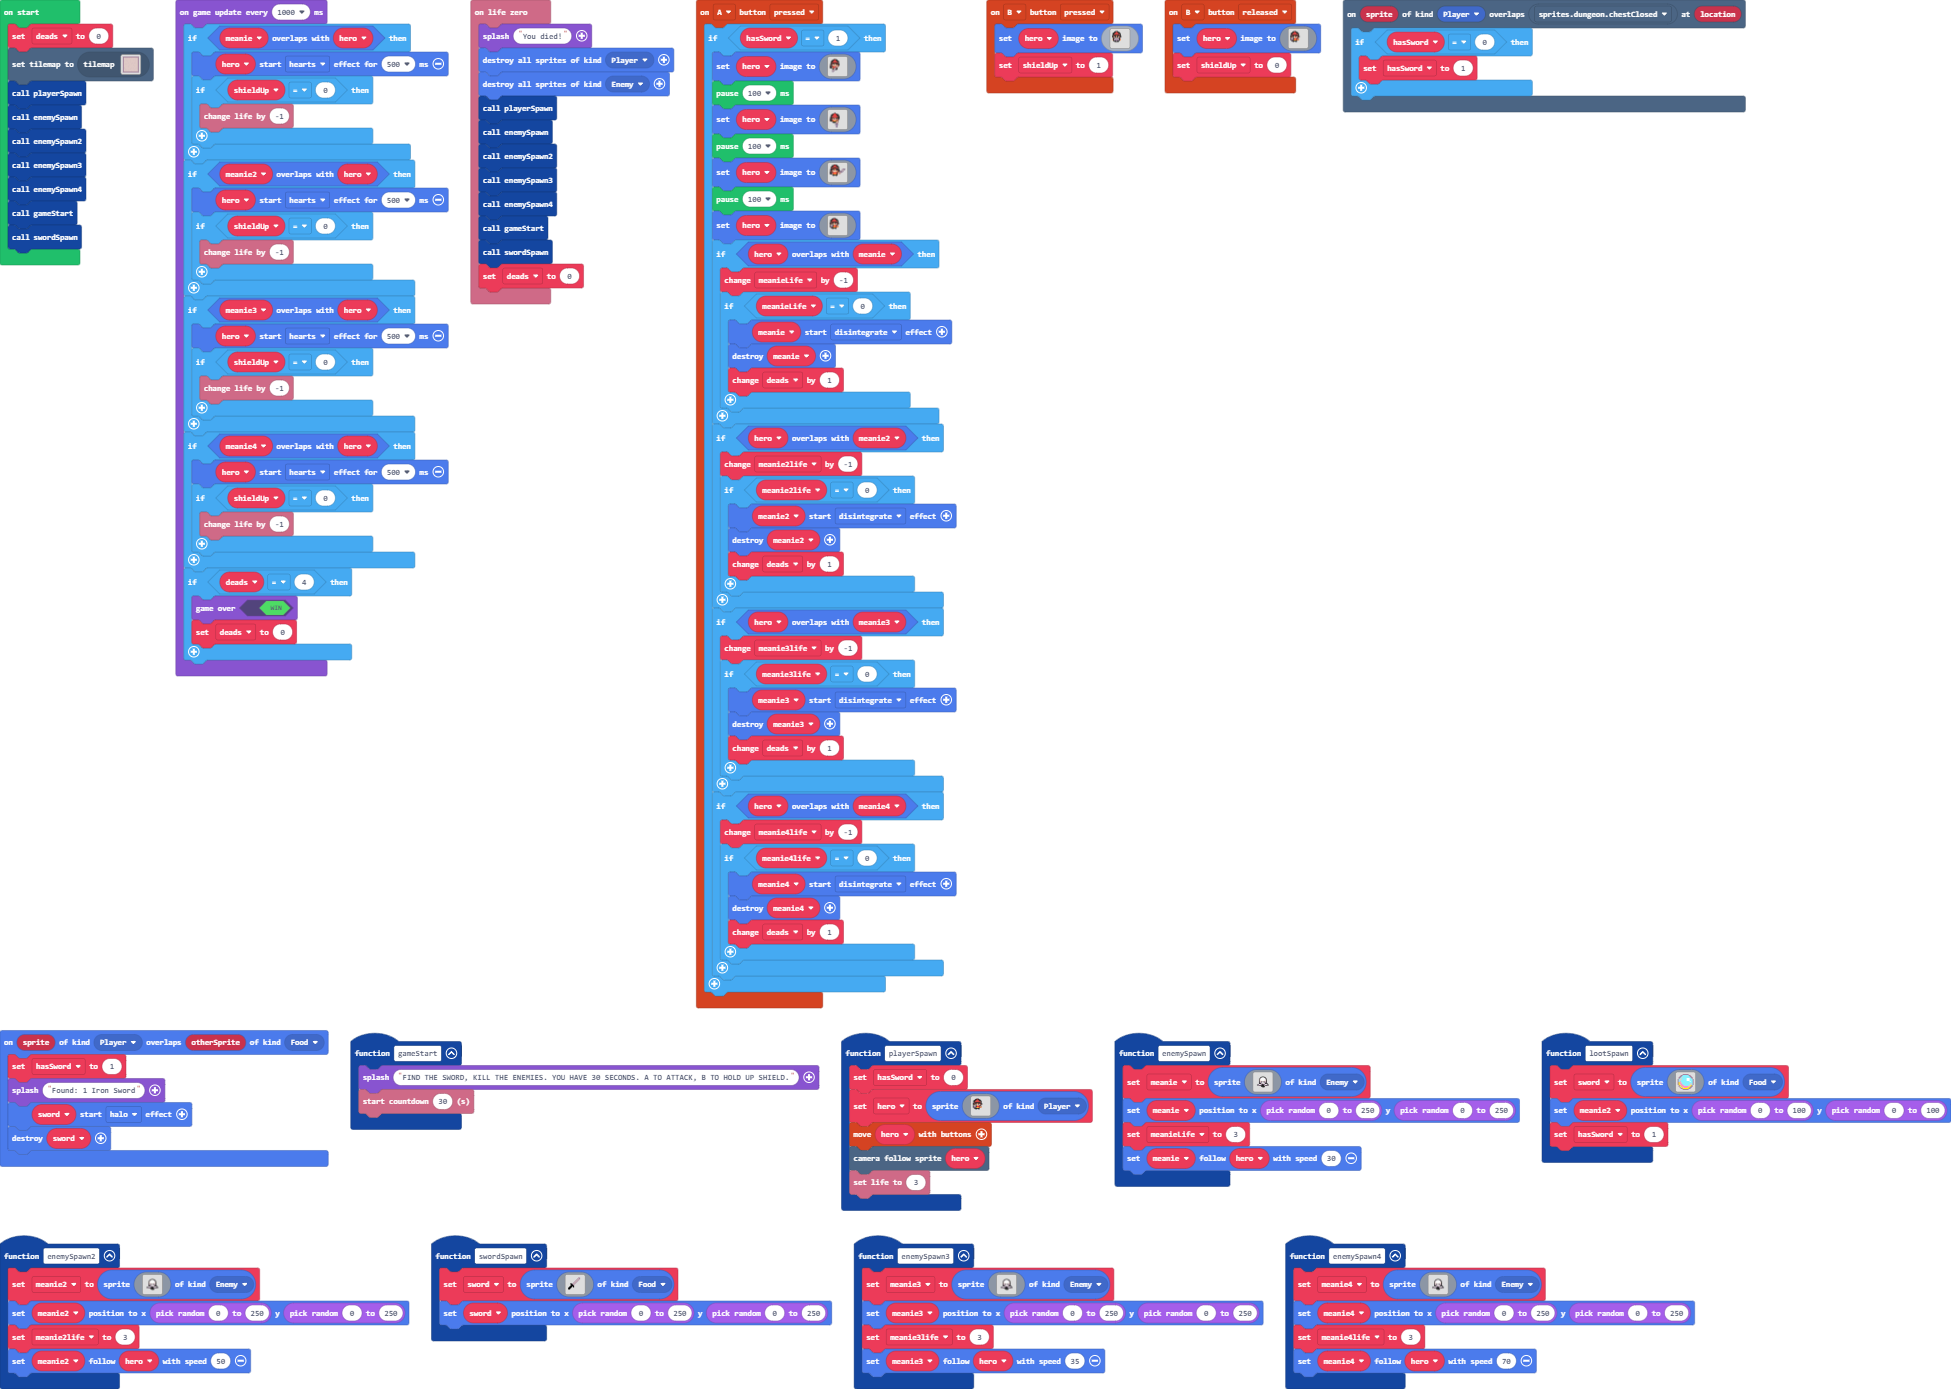 on start
set deads to 0
set tilemap to tilemap
call playerSpawn
call enemySpawn
call enemySpawn2
call enemySpawn3
call enemySpawn4
call gameStart
call swordSpawn
on game update every 1000 ms
if meanie overlaps with hero then
hero start hearts effect for 500 ms
if shieldUp = 0 then
change life by -1
if meanie2 overlaps with hero then
hero start hearts effect for 500 ms
if shieldUp = 0 then
change life by -1
if meanie3 overlaps with hero then
hero start hearts effect for 500 ms
if shieldUp = 0 then
change life by -1
if meanie4 overlaps with hero then
hero start hearts effect for 500 ms
if shieldUp = 0 then
change life by -1
if deads = 4 then
game over WIN
set deads to 0
on life zero
splash "You died!"
destroy all sprites of kind Player
destroy all sprites of kind Enemy
call playerSpawn
call enemySpawn
call enemySpawn2
call enemySpawn3
call enemySpawn4
call gameStart
call swordSpawn
set deads to 0
on A button pressed
if hasSword = 1 then
set hero image to
pause 100 ms
set hero image to
pause 100 ms
set hero image to
pause 100 ms
set hero image to
if hero overlaps with meanie then
change meanieLife by -1
if meanieLife = 0 then
meanie start disintegrate effect
destroy meanie
change deads by 1
if hero overlaps with meanie2 then
change meanie2life by -1
if meanie2life = 0 then
meanie2 start disintegrate effect
destroy meanie2
change deads by 1
if hero overlaps with meanie3 then
change meanie3life by -1
if meanie3life = 0 then
meanie3 start disintegrate effect
destroy meanie3
change deads by 1
if hero overlaps with meanie4 then
change meanie4life by -1
if meanie4life = 0 then
meanie4 start disintegrate effect
destroy meanie4
change deads by 1
on B button pressed
set hero image to
set shieldUp to 1
on B button released
set hero image to
set shieldUp to 0
on sprite of kind Player overlaps sprites.dungeon.chestClosed at location
if hasSword = 0 then
set hasSword to 1
on sprite of kind Player overlaps otherSprite of kind Food
set hasSword to 1
splash "Found: 1 Iron Sword"
sword start halo effect
destroy sword
function gameStart
splash "FIND THE SWORD, KILL THE ENEMIES. YOU HAVE 30 SECONDS. A TO ATTACK, B TO HOLD UP SHIELD."
start countdown 30 (s)
function playerSpawn
set hasSword to 0
set hero to sprite of kind Player
move hero with buttons
camera follow sprite hero
set life to 3
function enemySpawn
set meanie to sprite of kind Enemy
set meanie position to x pick random 0 to 250 y pick random 0 to 250
set meanieLife to 3
set meanie follow hero with speed 30
function lootSpawn
set sword to sprite of kind Food
set meanie2 position to x pick random 0 to 100 y pick random 0 to 100
set hasSword to 1
function enemySpawn2
set meanie2 to sprite of kind Enemy
set meanie2 position to x pick random 0 to 250 y pick random 0 to 250
set meanie2life to 3
set meanie2 follow hero with speed 50
function swordSpawn
set sword to sprite of kind Food
set sword position to x pick random 0 to 250 y pick random 0 to 250
function enemySpawn3
set meanie3 to sprite of kind Enemy
set meanie3 position to x pick random 0 to 250 y pick random 0 to 250
set meanie3life to 3
set meanie3 follow hero with speed 35
function enemySpawn4
set meanie4 to sprite of kind Enemy
set meanie4 position to x pick random 0 to 250 y pick random 0 to 250
set meanie4life to 3
set meanie4 follow hero with speed 70